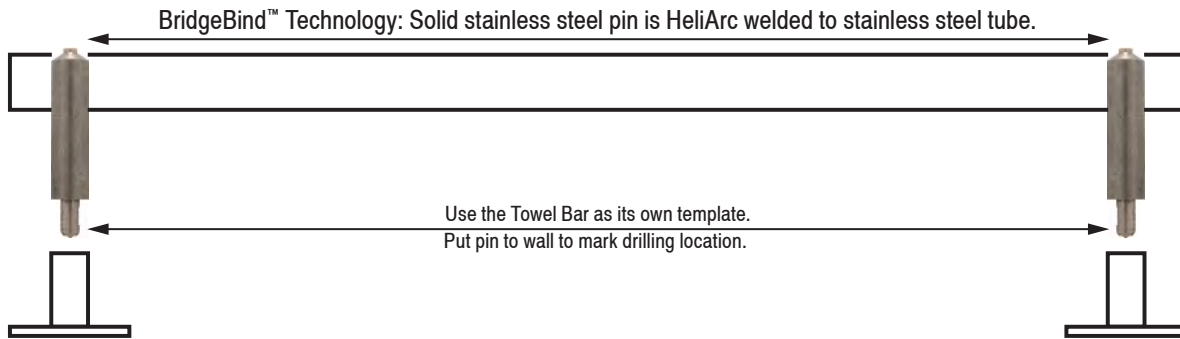 BridgeBind™ Technology: Solid stainless steel pin is HeliArc welded to stainless steel tube.
Use the Towel Bar as its own template.
Put pin to wall to mark drilling location.